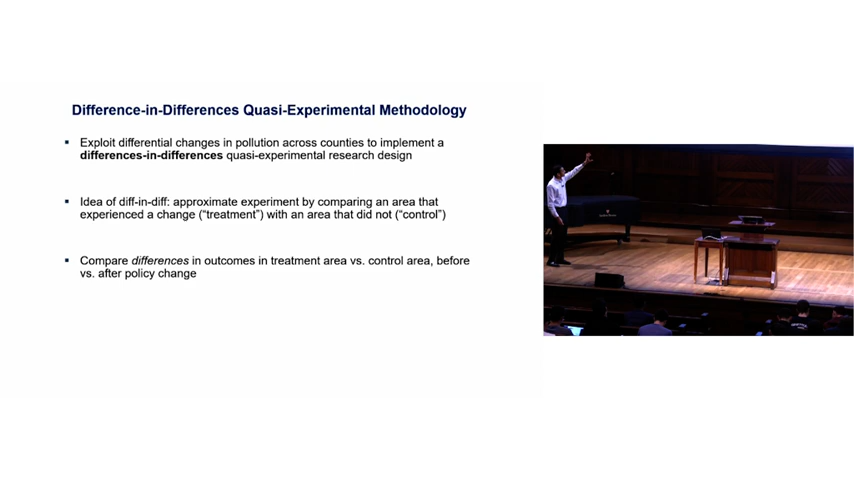 Difference-in-Differences Quasi-Experimental Methodology
▪ Exploit differential changes in pollution across counties to implement a
differences-in-differences quasi-experimental research design
▪ Idea of diff-in-diff: approximate experiment by comparing an area that
experienced a change (“treatment”) with an area that did not (“control”)
▪ Compare differences in outcomes in treatment area vs. control area, before
vs. after policy change